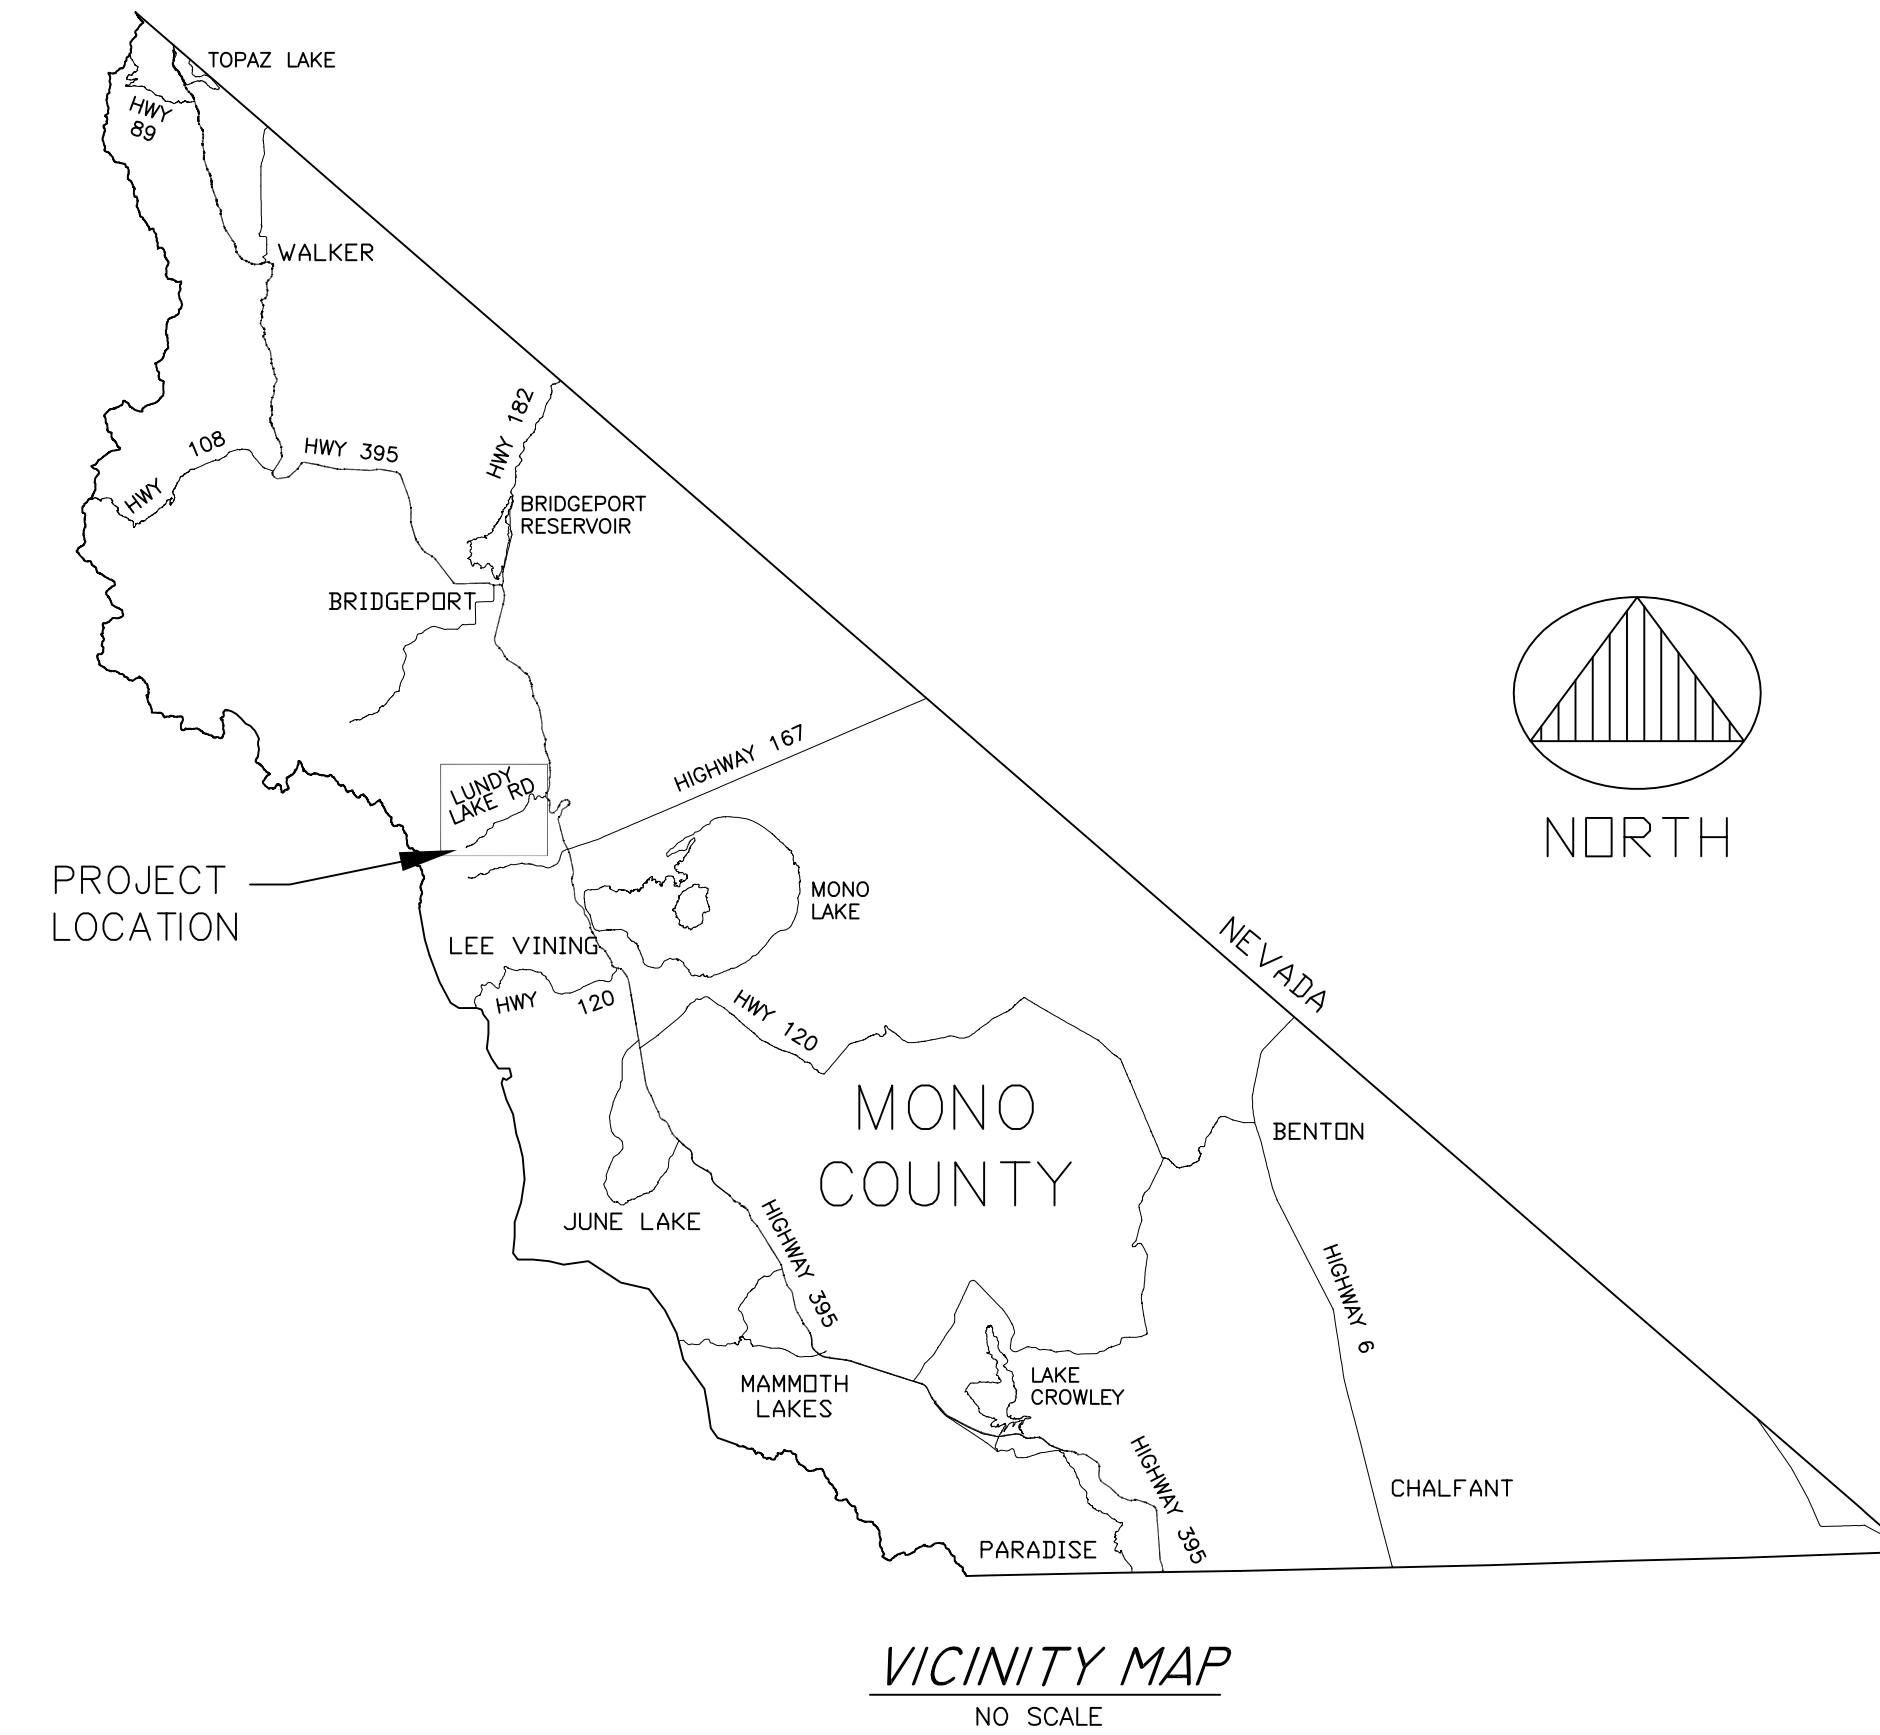 TOPAZ LAKE
HWY
89
WALKER
HWY 182
HWY 108
HWY 395
BRIDGEPORT
RESERVOIR
BRIDGEPORT
HIGHWAY 167
LUNDY
LAKE RD
NORTH
PROJECT
LOCATION
MONO
LAKE
LEE VINING
NEVADA
HWY 120
HWY 120
MONO
COUNTY
BENTON
JUNE LAKE
HIGHWAY 395
HIGHWAY 6
MAMMOTH
LAKES
LAKE
CROWLEY
HIGHWAY 395
CHALFANT
PARADISE
VICINITY MAP
NO SCALE